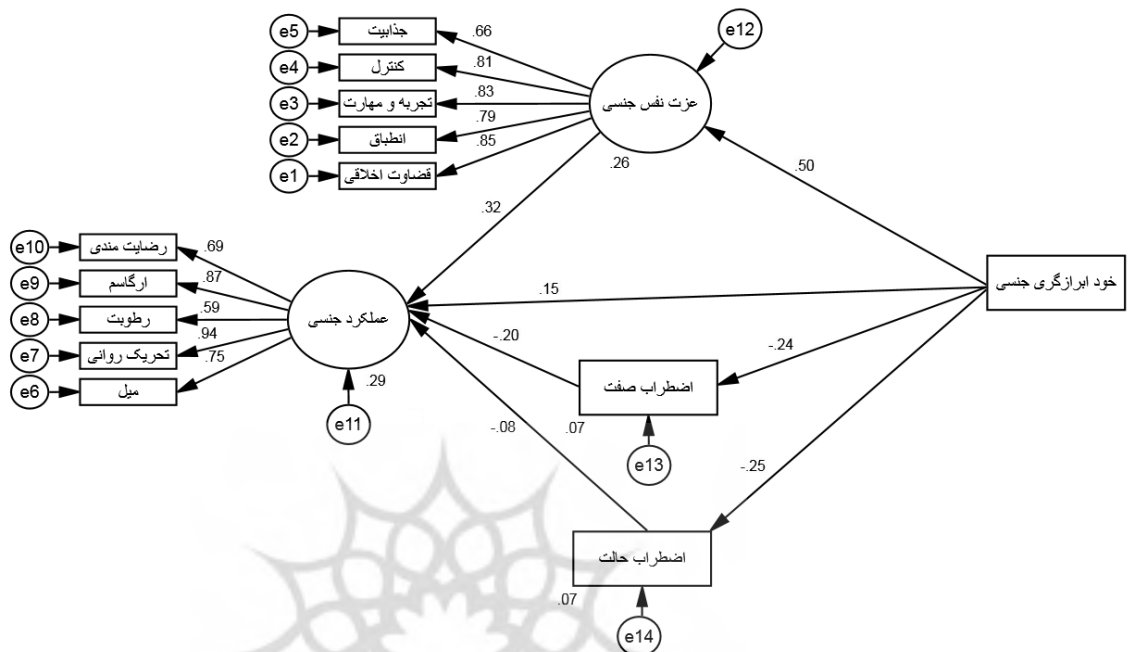 e12
e5
جذابیت
.66
e4
کنترل
.81
e3
تجربه و مهارت
.83
عزت نفس جنسی
e2
انطباق
.79
e1
قضاوت اخلاقی
.85
.26
.50
.32
e10
رضایت مندی
.69
e9
ارگاسم
.87
e8
رطوبت
.59
عملکرد جنسی
e7
تحریک روانی
.94
e6
میل
.75
.29
e11
خود ابرازگری جنسی
.15
-.20
-.24
اضطراب صفت
.07
e13
-.08
-.25
اضطراب حالت
.07
e14